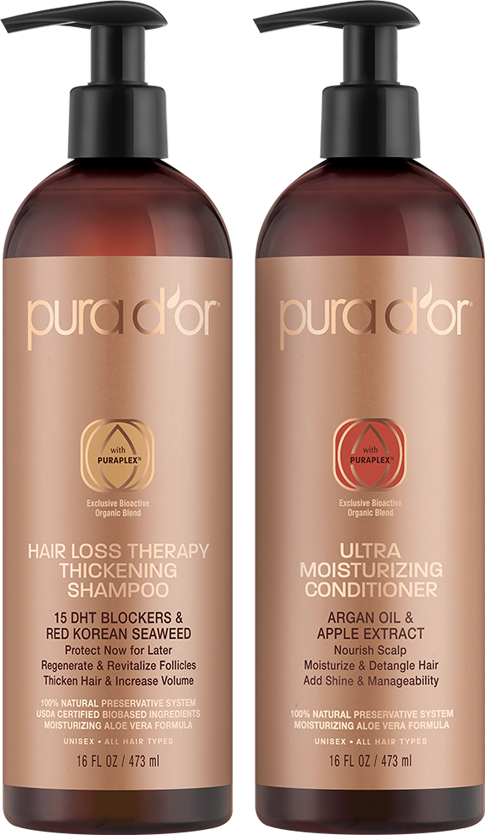 pura d'or®
with
PURAPLEX™
Exclusive Bioactive
Organic Blend
HAIR LOSS THERAPY
THICKENING
SHAMPOO
15 DHT BLOCKERS &
RED KOREAN SEAWEED
Protect Now for Later
Regenerate & Revitalize Follicles
Thicken Hair & Increase Volume
100% NATURAL PRESERVATIVE SYSTEM
USDA CERTIFIED BIOBASED INGREDIENTS
MOISTURIZING ALOE VERA FORMULA
UNISEX • ALL HAIR TYPES
16 FL OZ / 473 ml
pura d'or®
with
PURAPLEX™
Exclusive Bioactive
Organic Blend
ULTRA
MOISTURIZING
CONDITIONER
ARGAN OIL &
APPLE EXTRACT
Nourish Scalp
Moisturize & Detangle Hair
Add Shine & Manageability
100% NATURAL PRESERVATIVE SYSTEM
MOISTURIZING ALOE VERA FORMULA
UNISEX • ALL HAIR TYPES
16 FL OZ / 473 ml